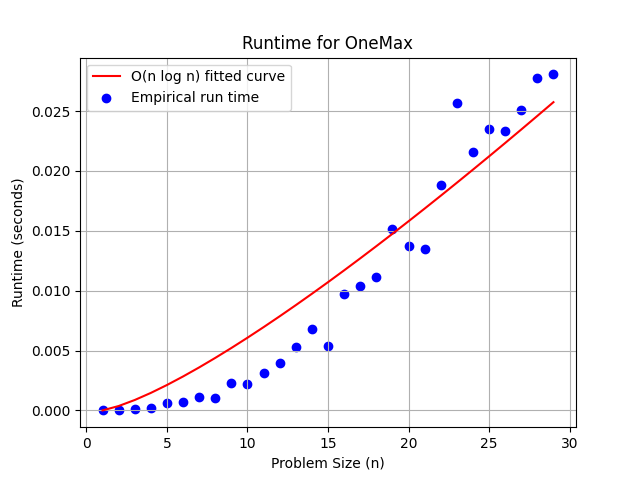 Runtime for OneMax
O(n log n) fitted curve
Empirical run time
Runtime (seconds)
0.025
0.020
0.015
0.010
0.005
0.000
0 5 10 15 20 25 30
Problem Size (n)